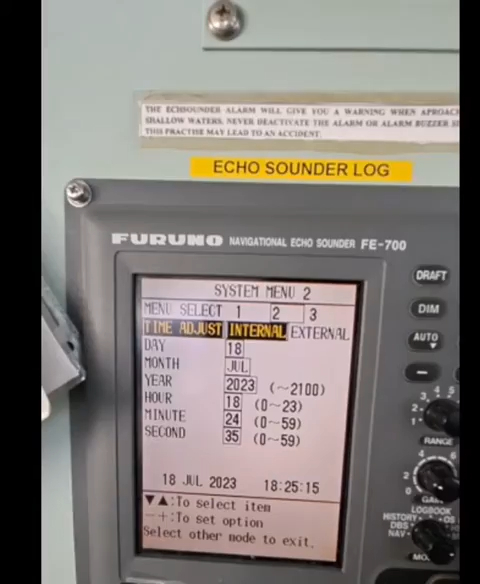 THE ECHSOUNDER ALARM WILL GIVE YOU A WARNING WHEN APROACH
SHALLOW WATERS. NEVER DEACTIVATE THE ALARM OR ALARM BUZZER
THIS PRACTISE MAY LEAD TO AN ACCIDENT.
ECHO SOUNDER LOG
FURUNO NAVIGATIONAL ECHO SOUNDER FE-700
DRAFT
DIM
AUTO
SYSTEM MENU 2
MENU SELECT 1 2 3
TIME ADJUST INTERNAL EXTERNAL
DAY 18
MONTH JUL
YEAR 2023 (~2100)
HOUR 18 (0~23)
MINUTE 24 (0~59)
SECOND 35 (0~59)
18 JUL 2023 18:25:15
▼▲:To select item
－＋:To set option
Select other mode to exit.
RANGE
LOGBOOK
HISTORY
DBS
NAV